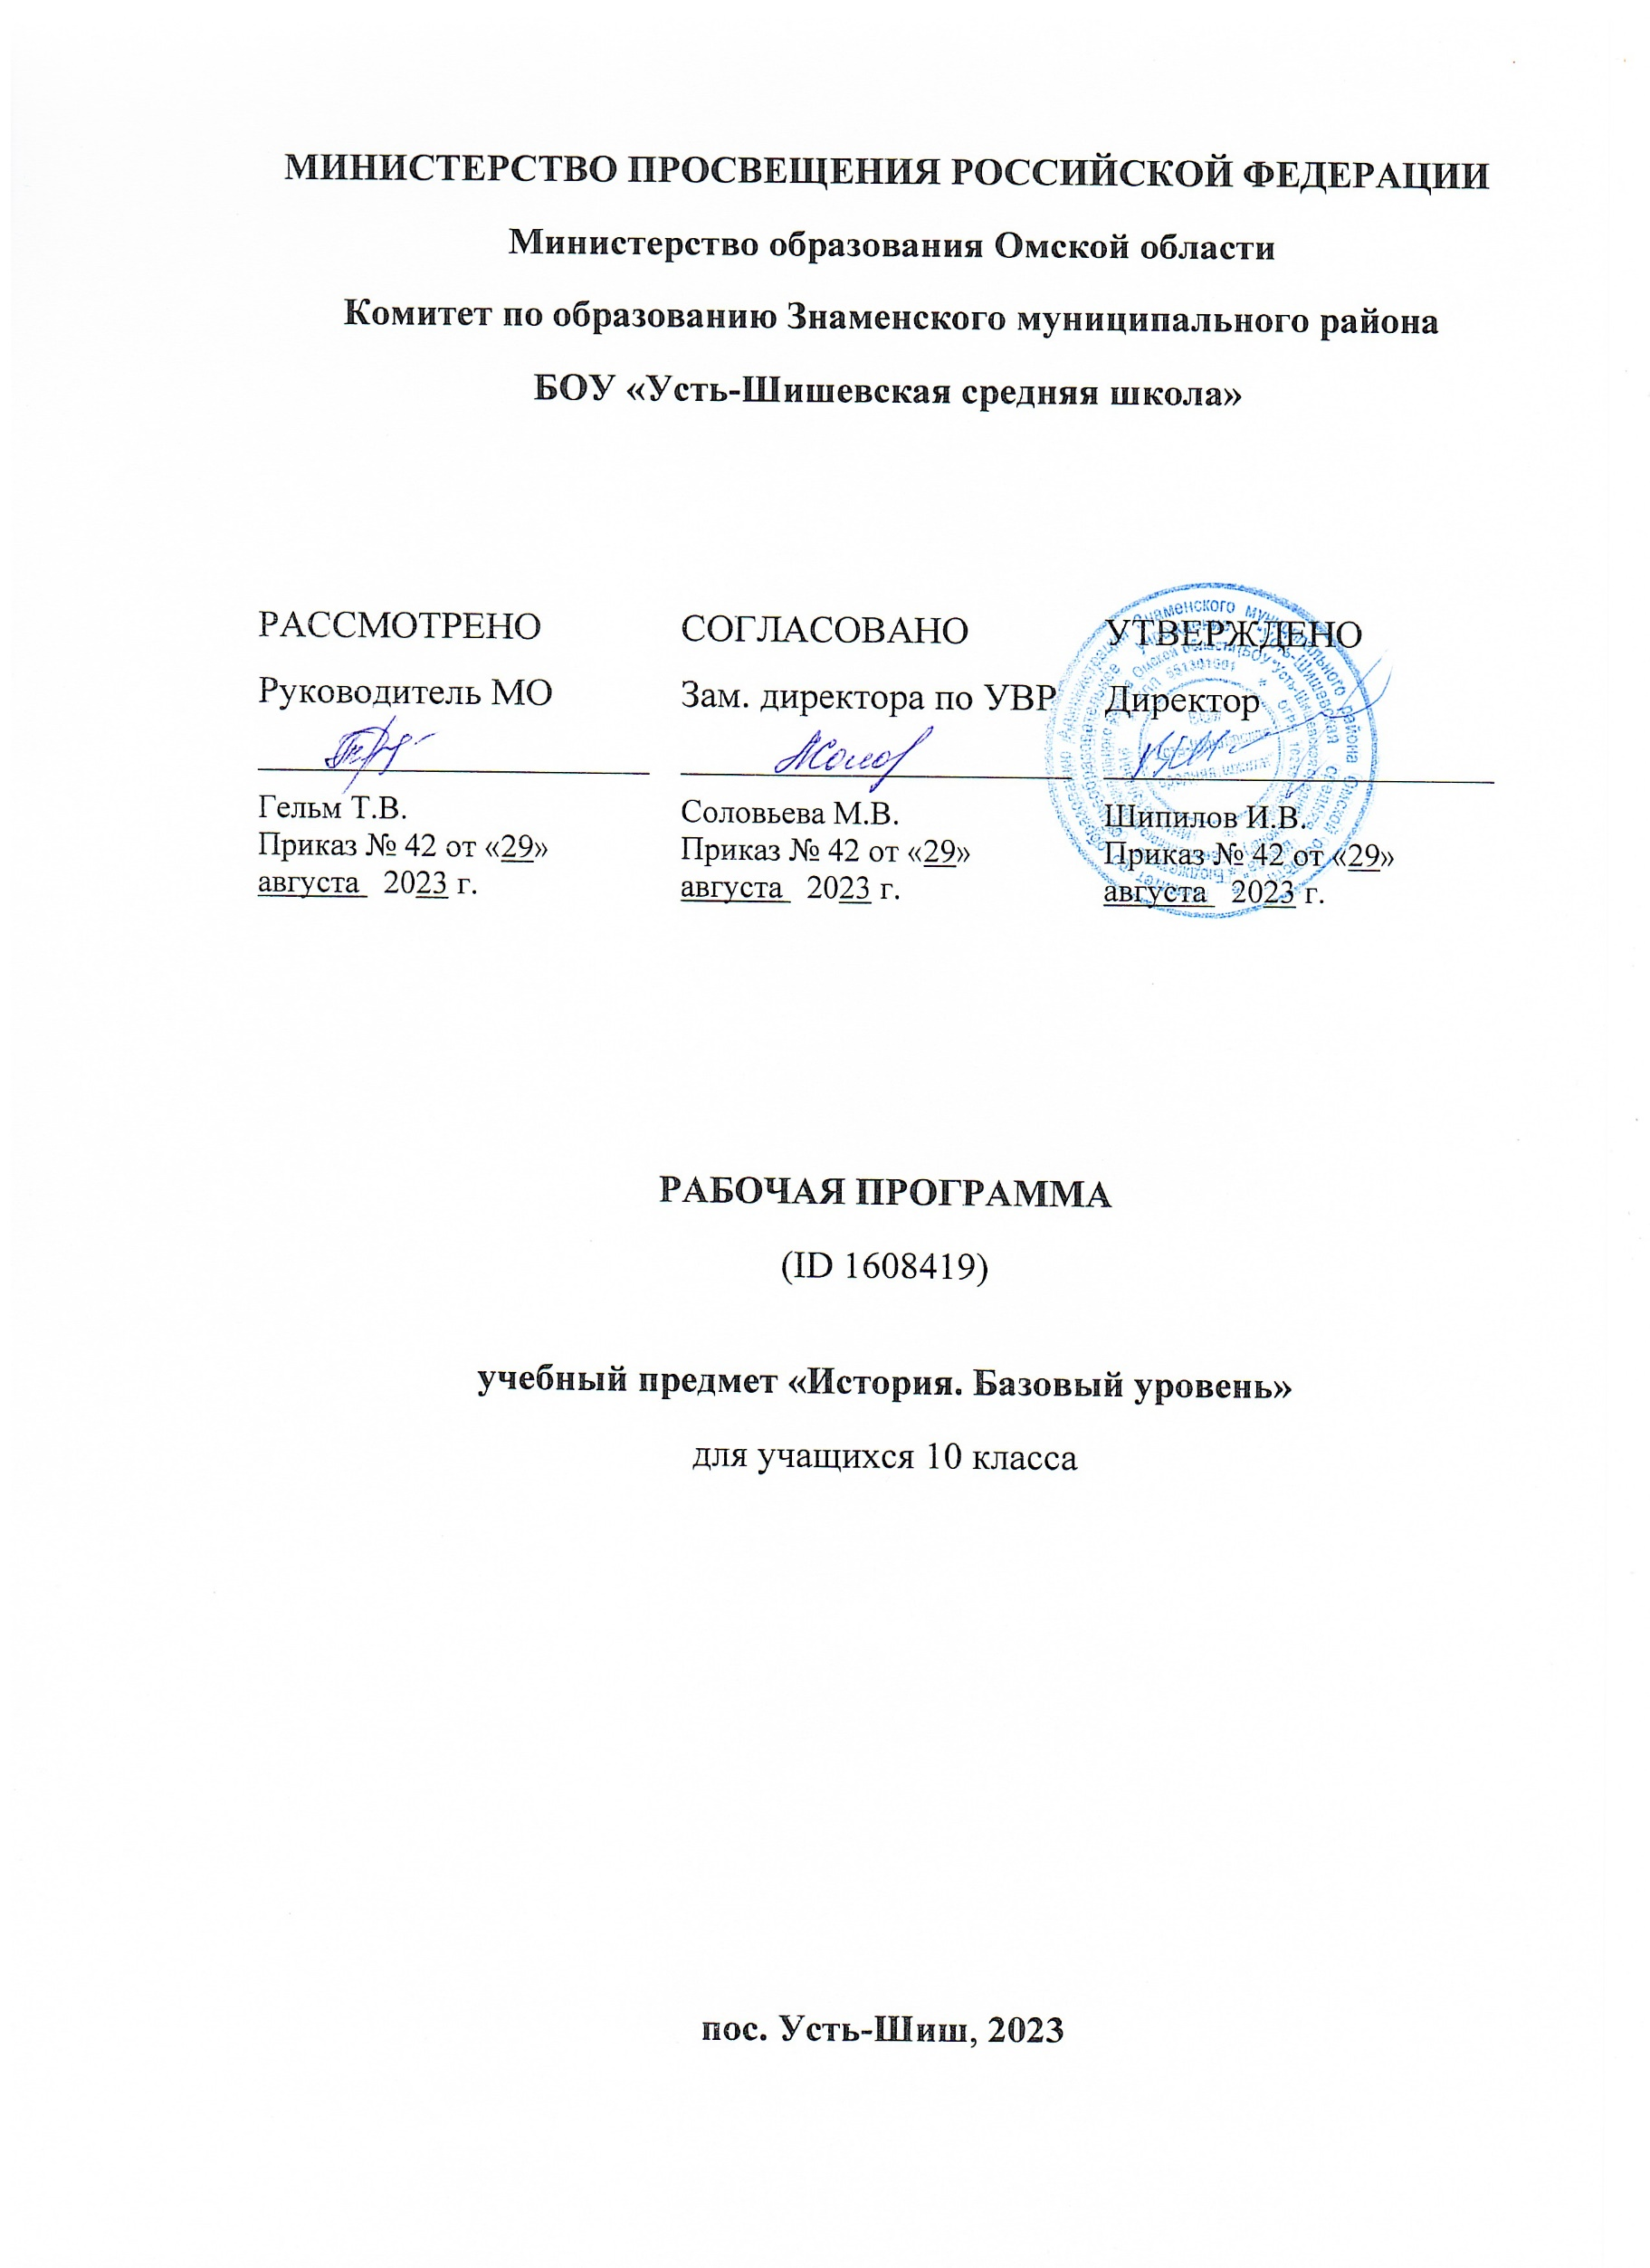 МИНИСТЕРСТВО ПРОСВЕЩЕНИЯ РОССИЙСКОЙ ФЕДЕРАЦИИ
Министерство образования Омской области
Комитет по образованию Знаменского муниципального района
БОУ «Усть-Шишевская средняя школа»
РАССМОТРЕНО
Руководитель МО
Гельм Т.В.
Приказ № 42 от «29»
августа 2023 г.
СОГЛАСОВАНО
Зам. директора по УВР
Соловьева М.В.
Приказ № 42 от «29»
августа 2023 г.
УТВЕРЖДЕНО
Директор
Шипилов И.В.
Приказ № 42 от «29»
августа 2023 г.
РАБОЧАЯ ПРОГРАММА
(ID 1608419)
учебный предмет «История. Базовый уровень»
для учащихся 10 класса
пос. Усть-Шиш, 2023